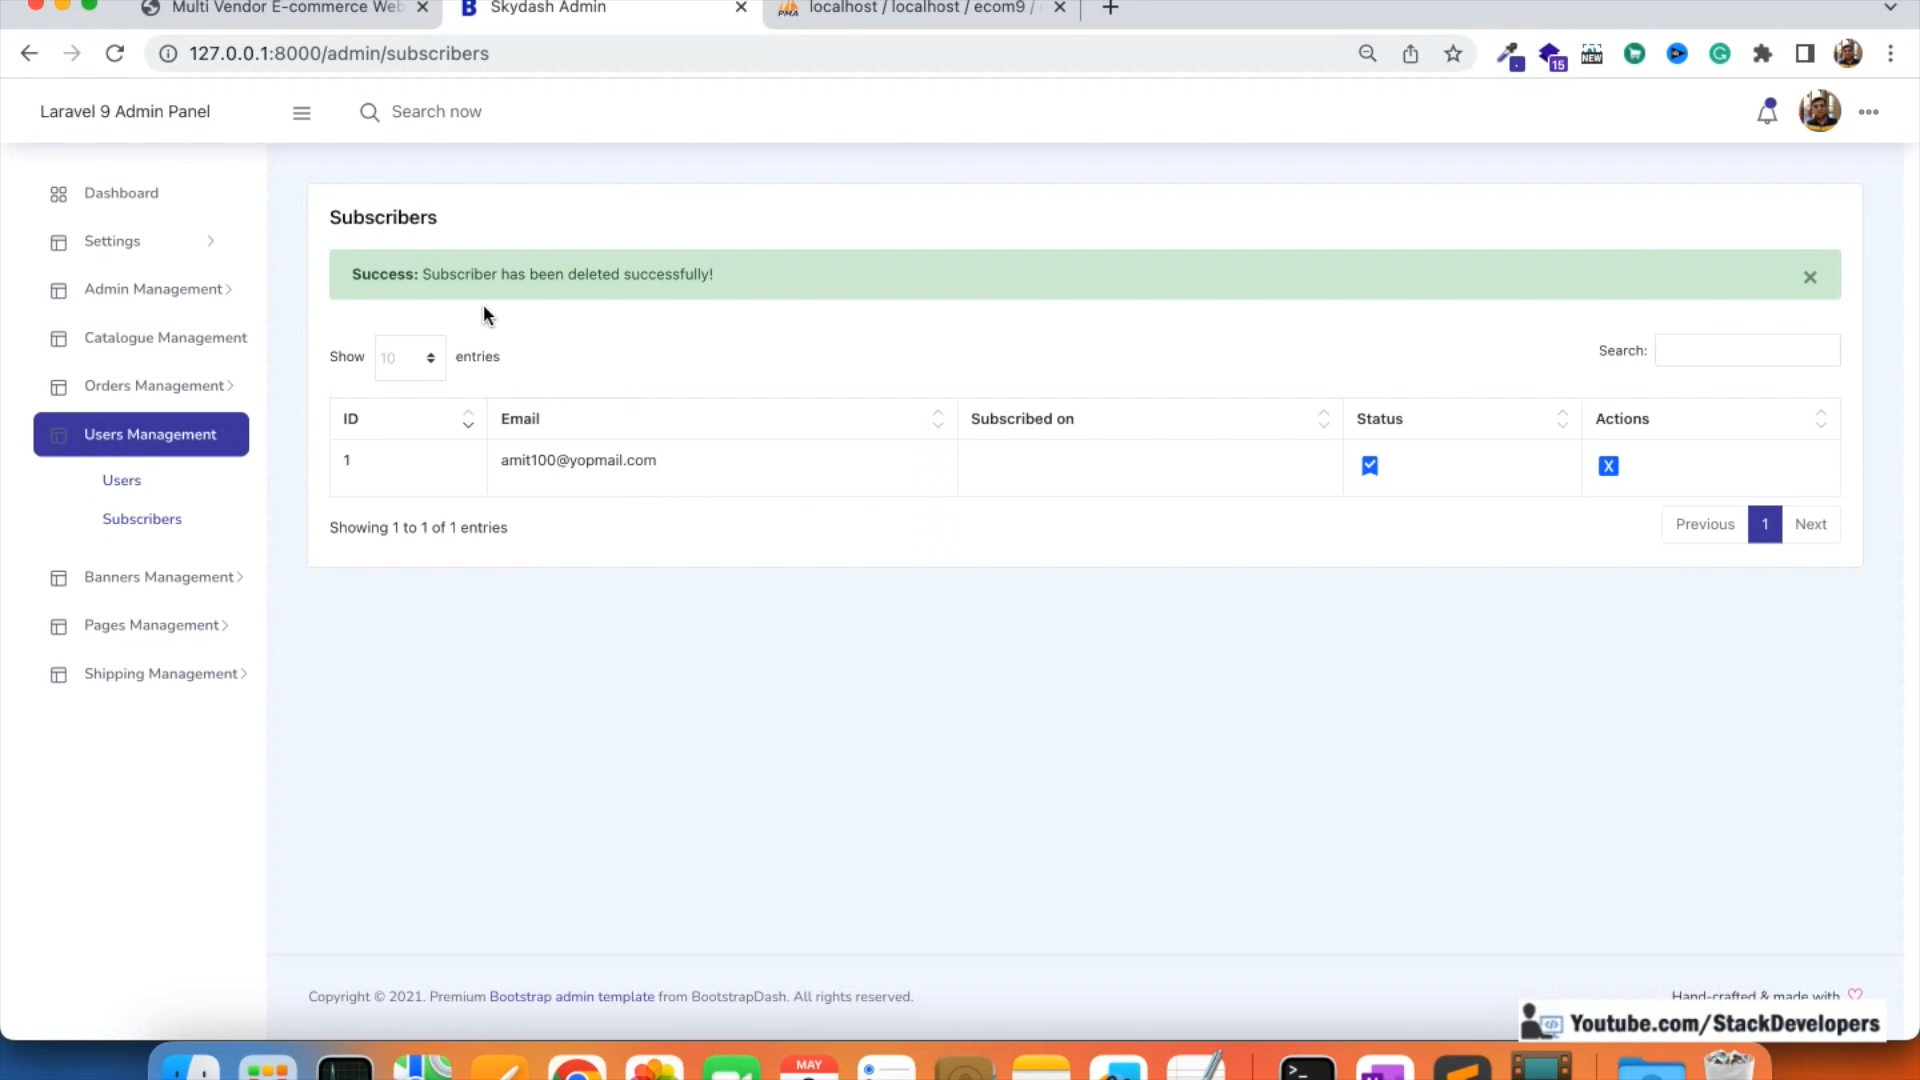 Multi Vendor E-commerce Web
Skydash Admin
localhost / localhost / ecom9 /
127.0.0.1:8000/admin/subscribers
15
NEW
Laravel 9 Admin Panel
Search now
Dashboard
Settings
Admin Management
Catalogue Management
Orders Management
Users Management
Users
Subscribers
Banners Management
Pages Management
Shipping Management
Subscribers
Success: Subscriber has been deleted successfully!
Show 10 entries
Search:
ID Email Subscribed on Status Actions
1 amit100@yopmail.com X
Showing 1 to 1 of 1 entries
Previous 1 Next
Copyright © 2021. Premium Bootstrap admin template from BootstrapDash. All rights reserved.
Hand-crafted & made with
Youtube.com/StackDevelopers
MAY